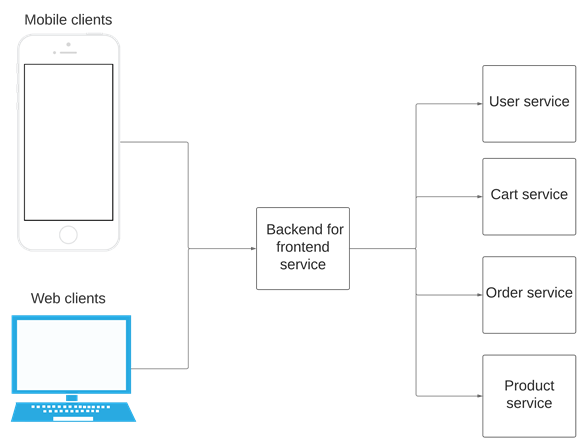 Mobile clients
User service
Cart service
Backend for
frontend
service
Order service
Web clients
Product
service